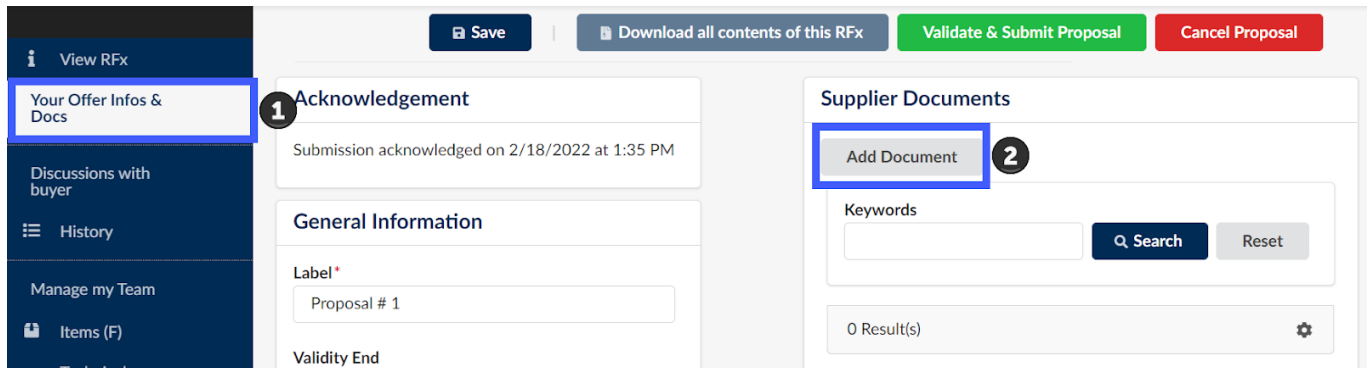 Save
Download all contents of this RFx
Validate & Submit Proposal
Cancel Proposal
View RFx
Your Offer Infos &
Docs
1
Discussions with
buyer
History
Manage my Team
Items (F)
Acknowledgement
Submission acknowledged on 2/18/2022 at 1:35 PM
General Information
Label*
Proposal # 1
Validity End
Supplier Documents
Add Document
2
Keywords
Search
Reset
0 Result(s)